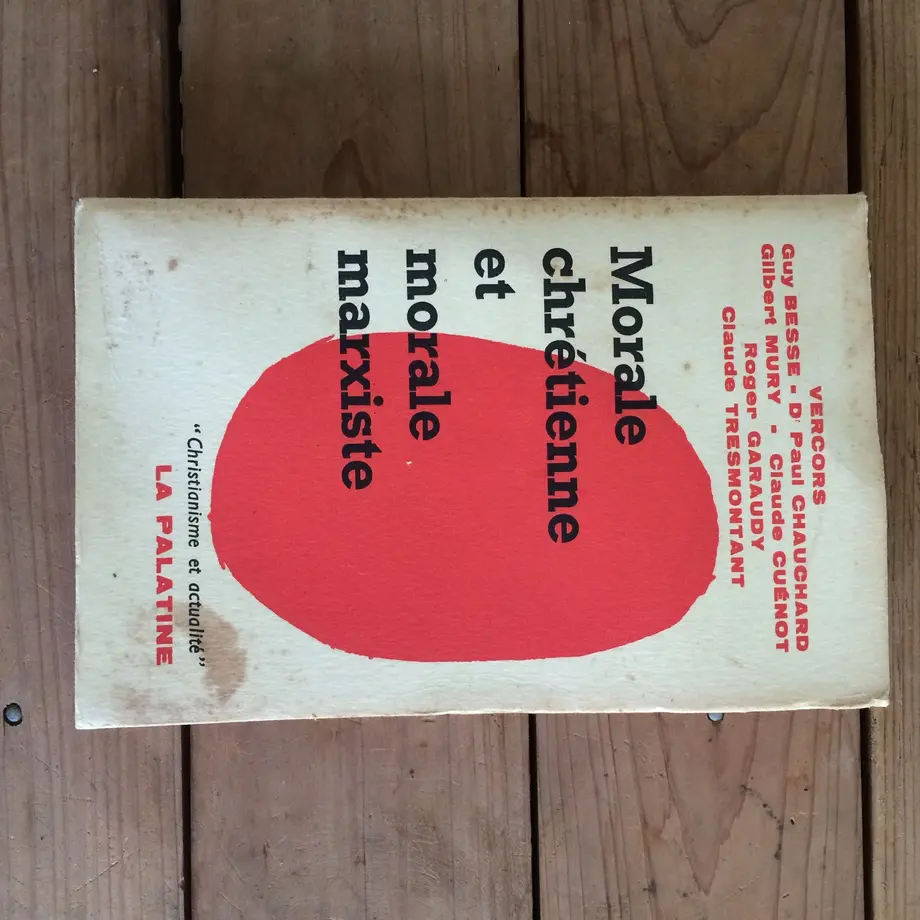 VERCORS
Guy BESSE - Dr Paul CHAUCHARD
Gilbert MURY - Claude CUÉNOT
Roger GARAUDY
Claude TRESMONTANT
Morale
chrétienne
et
morale
marxiste
“Christianisme et actualité”
LA PALATINE